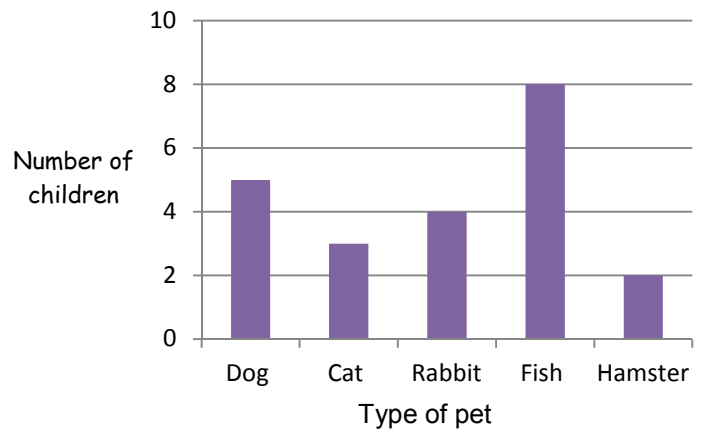 10
8
6
Number of
children
4
2
0
Dog Cat Rabbit Fish Hamster
Type of pet